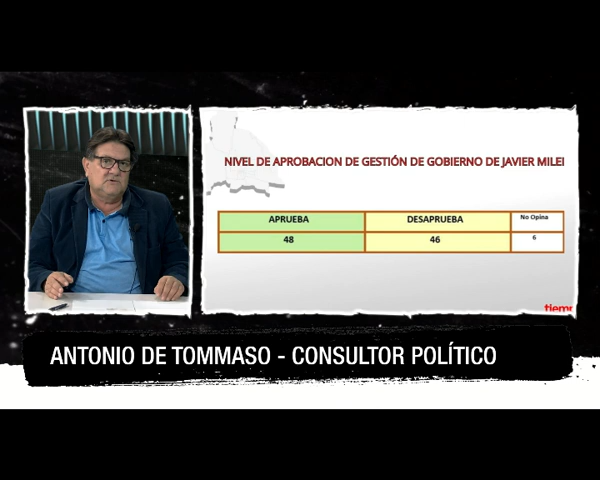 NIVEL DE APROBACION DE GESTIÓN DE GOBIERNO DE JAVIER MILEI
APRUEBA DESAPRUEBA No Opina
48 46 6
tiem
ANTONIO DE TOMMASO - CONSULTOR POLÍTICO